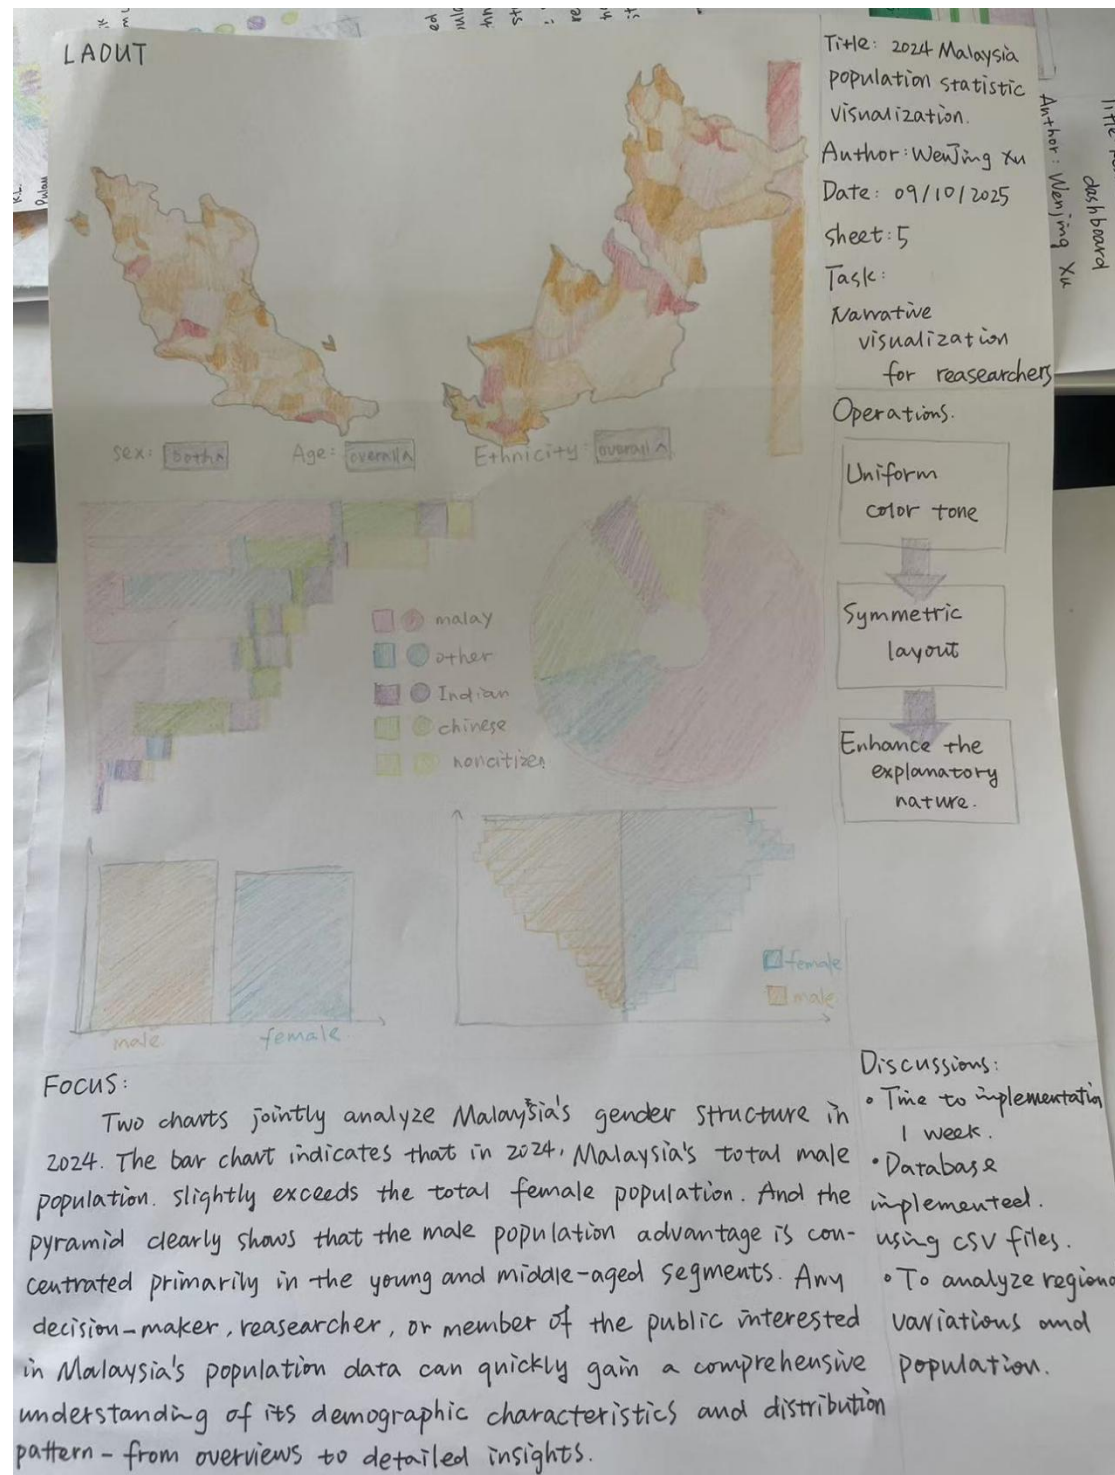 LAOUT
Title: 2024 Malaysia
population statistic
visualization.
Author: WenJing Xu
Date: 09/10/2025
sheet: 5
Task:
Narrative
visualization
for reasearchers
Operations.
Uniform
color tone
Symmetric
layout
Enhance the
explanatory
nature.
Sex: both Age: overall Ethnicity: overall
malay
other
Indian
chinese
noncitizen
male female
female
male
FOCUS:
Two charts jointly analyze Malaysia's gender structure in
2024. The bar chart indicates that in 2024, Malaysia's total male
population. slightly exceeds the total female population. And the
pyramid clearly shows that the male population advantage is con-
centrated primarily in the young and middle-aged segments. Any
decision-maker, reasearcher, or member of the public interested
in Malaysia's population data can quickly gain a comprehensive
understanding of its demographic characteristics and distribution
pattern - from overviews to detailed insights.
Discussions:
• Time to implementation
1 week.
• Database
implementeed.
using CSV files.
• To analyze regiona
variations and
population.
Author: Wenjing Xu
dashboard
K.L.
Pulau